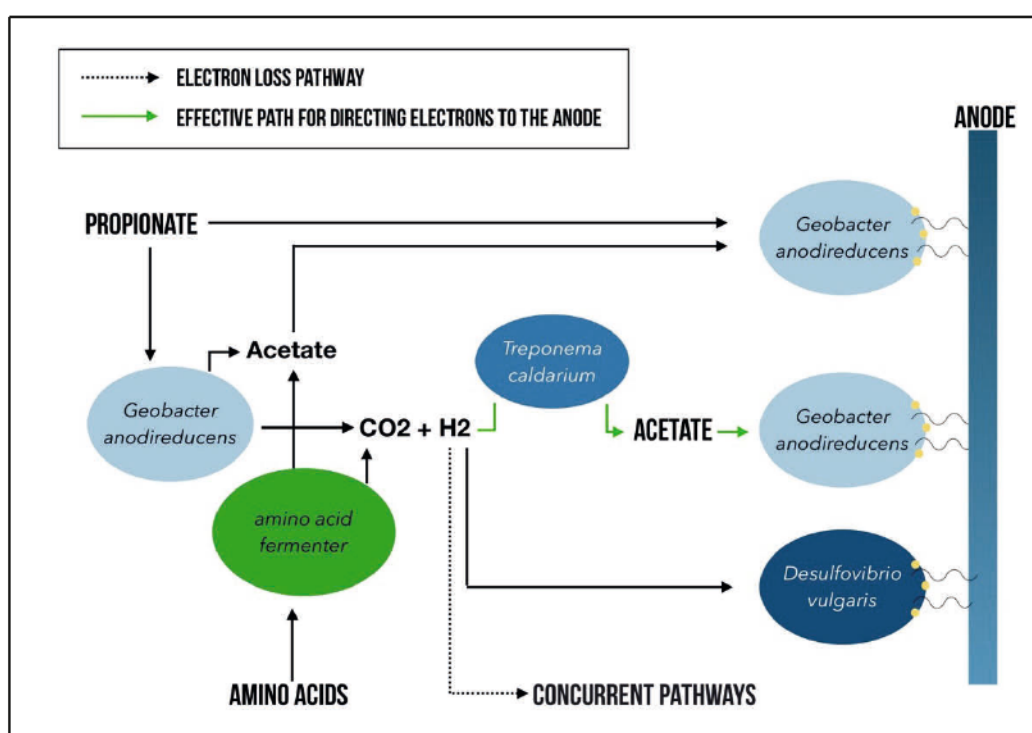 ELECTRON LOSS PATHWAY
EFFECTIVE PATH FOR DIRECTING ELECTRONS TO THE ANODE
ANODE
PROPIONATE
Geobacter
anodireducens
Treponema
caldarium
Acetate
Geobacter
anodireducens
CO2 + H2
ACETATE
Geobacter
anodireducens
amino acid
fermenter
Desulfovibrio
vulgaris
AMINO ACIDS
CONCURRENT PATHWAYS